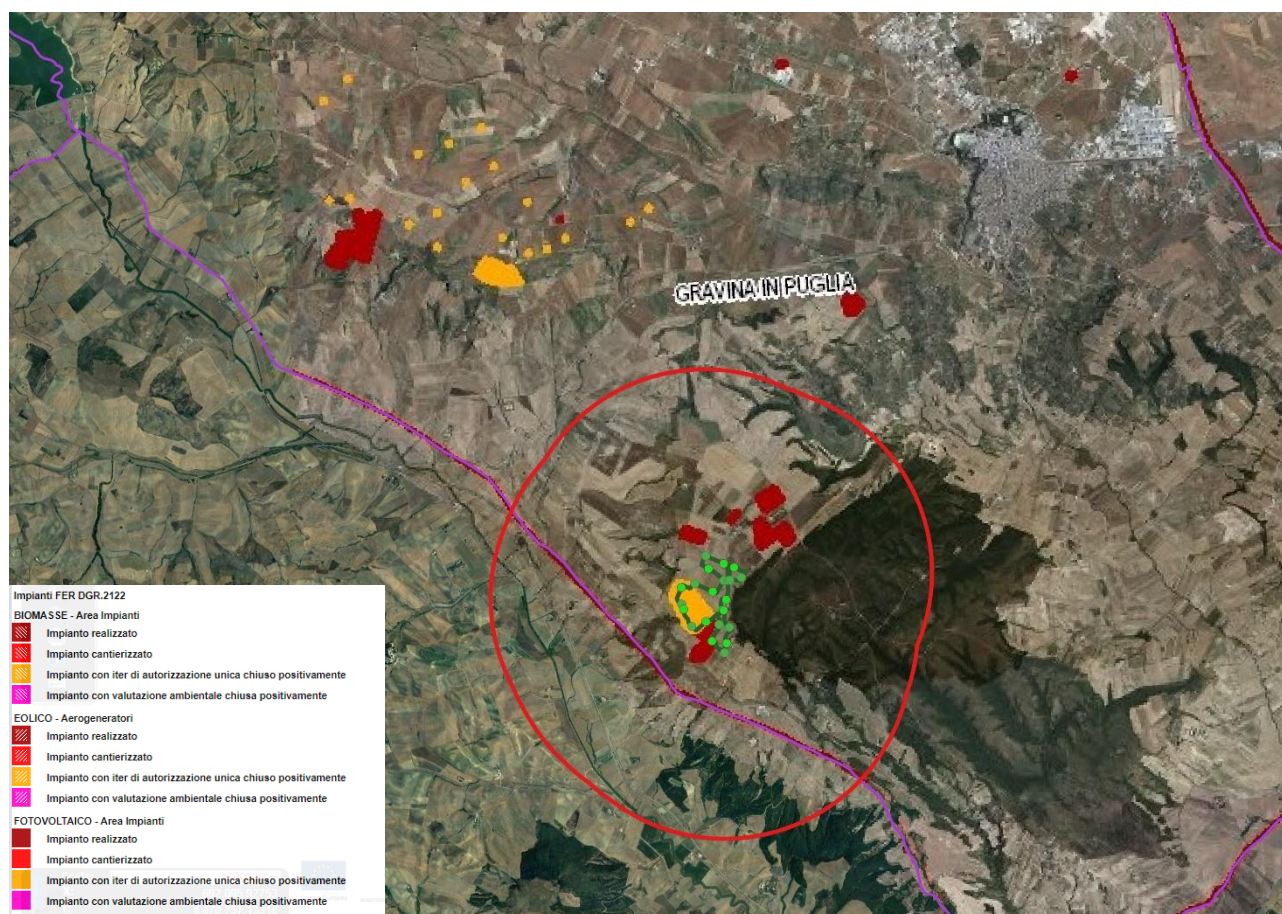 GRAVINA IN PUGLIA
Impianti FER DGR.2122
BIOMASSE - Area Impianti
Impianto realizzato
Impianto cantierizzato
Impianto con iter di autorizzazione unica chiuso positivamente
Impianto con valutazione ambientale chiusa positivamente
EOLICO - Aerogeneratori
Impianto realizzato
Impianto cantierizzato
Impianto con iter di autorizzazione unica chiuso positivamente
Impianto con valutazione ambientale chiusa positivamente
FOTOVOLTAICO - Area Impianti
Impianto realizzato
Impianto cantierizzato
Impianto con iter di autorizzazione unica chiuso positivamente
Impianto con valutazione ambientale chiusa positivamente